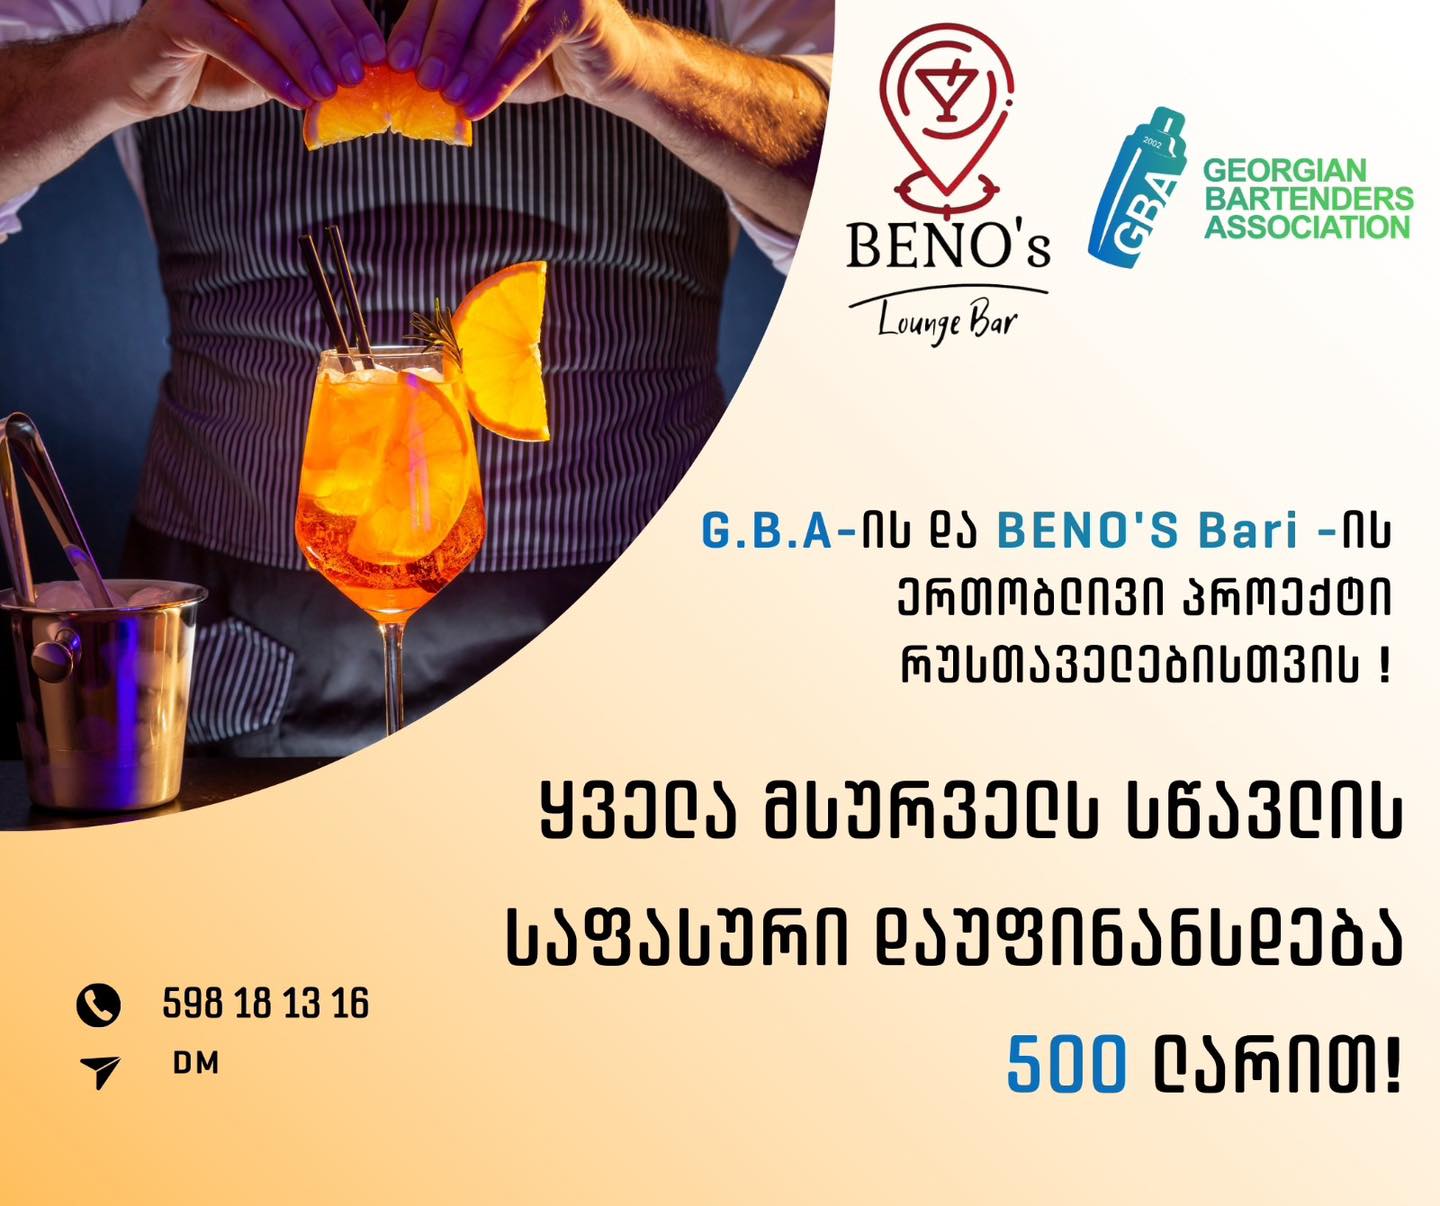 BENO's
Lounge Bar
2002
GBA
GEORGIAN
BARTENDERS
ASSOCIATION
G.B.A-ის და BENO'S Bari -ის
ერთობლივი პროექტი
რუსთაველებისთვის !
ყველა მსურველს სწავლის
საფასური დაუფინანსდება
500 ლარით!
598 18 13 16
DM